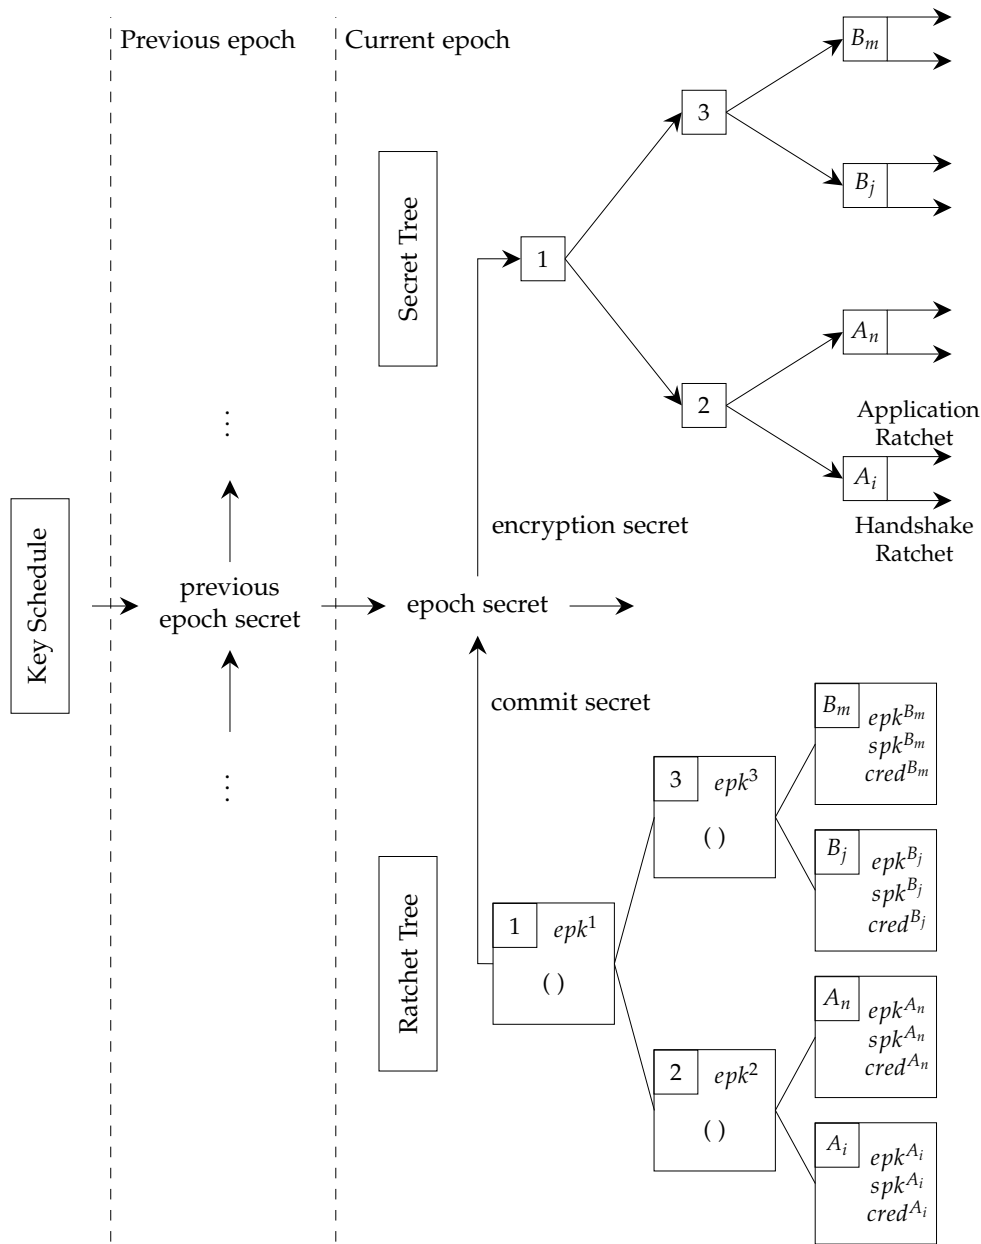 Previous epoch
Current epoch
Secret Tree
1
3
2
B_m
B_j
A_n
A_i
Application
Ratchet
Handshake
Ratchet
⋮
encryption secret
Key Schedule
previous
epoch secret
epoch secret
commit secret
⋮
Ratchet Tree
1 epk^1
( )
3 epk^3
( )
2 epk^2
( )
B_m epk^{B_m}
spk^{B_m}
cred^{B_m}
B_j epk^{B_j}
spk^{B_j}
cred^{B_j}
A_n epk^{A_n}
spk^{A_n}
cred^{A_n}
A_i epk^{A_i}
spk^{A_i}
cred^{A_i}